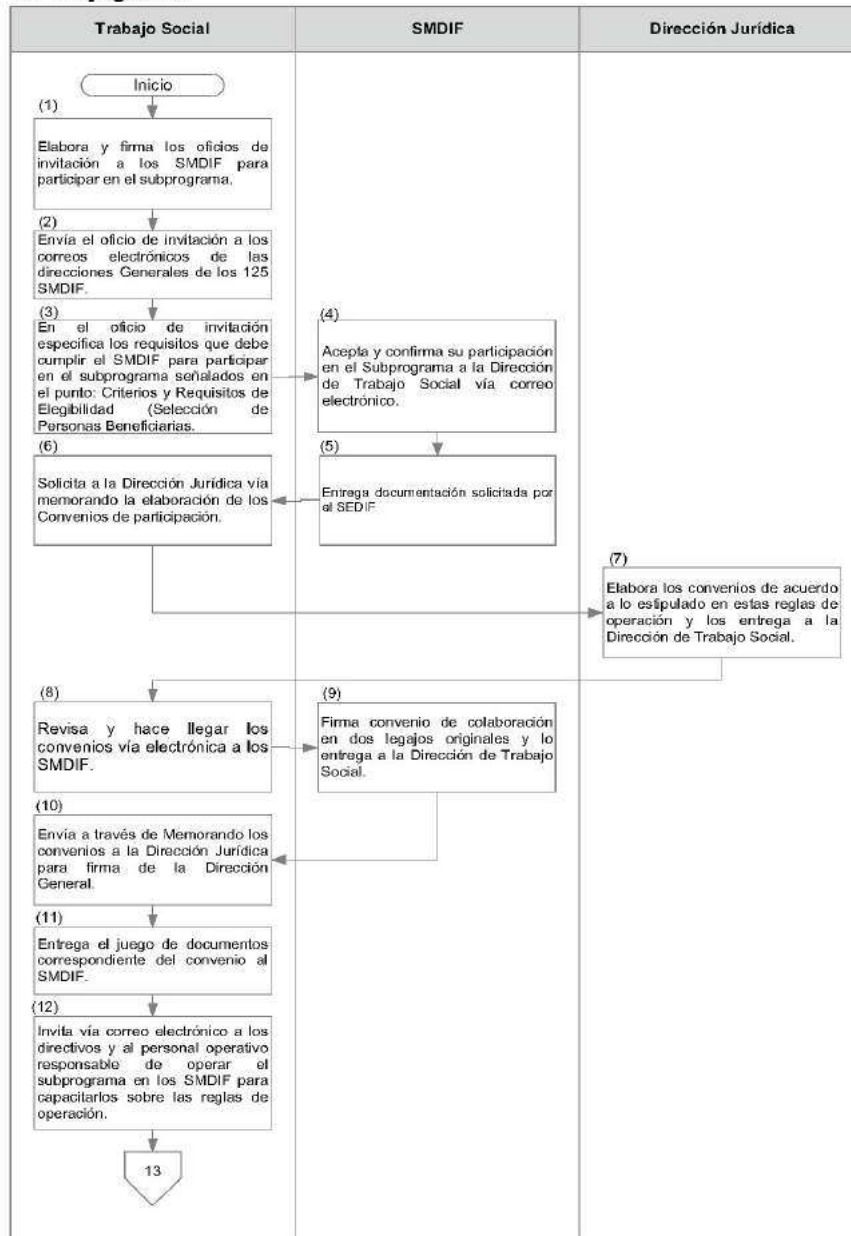 Trabajo Social
SMDIF
Dirección Jurídica
Inicio
(1)
Elabora y firma los oficios de
invitación a los SMDIF para
participar en el subprograma.
(2)
Envía el oficio de invitación a los
correos electrónicos de las
direcciones Generales de los 125
SMDIF.
(3)
En el oficio de invitación
especifica los requisitos que debe
cumplir el SMDIF para participar
en el subprograma señalados en
el punto: Criterios y Requisitos de
Elegibilidad (Selección de
Personas Beneficiarias.
(4)
Acepta y confirma su participación
en el Subprograma a la Dirección
de Trabajo Social vía correo
electrónico.
(6)
Solicita a la Dirección Jurídica vía
memorando la elaboración de los
Convenios de participación.
(5)
Entrega documentación solicitada por
el SEDIF
(7)
Elabora los convenios de acuerdo
a lo estipulado en estas reglas de
operación y los entrega a la
Dirección de Trabajo Social.
(8)
Revisa y hace llegar los
convenios vía electrónica a los
SMDIF.
(9)
Firma convenio de colaboración
en dos legajos originales y lo
entrega a la Dirección de Trabajo
Social.
(10)
Envía a través de Memorando los
convenios a la Dirección Jurídica
para firma de la Dirección
General.
(11)
Entrega el juego de documentos
correspondiente del convenio al
SMDIF.
(12)
Invita vía correo electrónico a los
directivos y al personal operativo
responsable de operar el
subprograma en los SMDIF para
capacitarlos sobre las reglas de
operación.
13